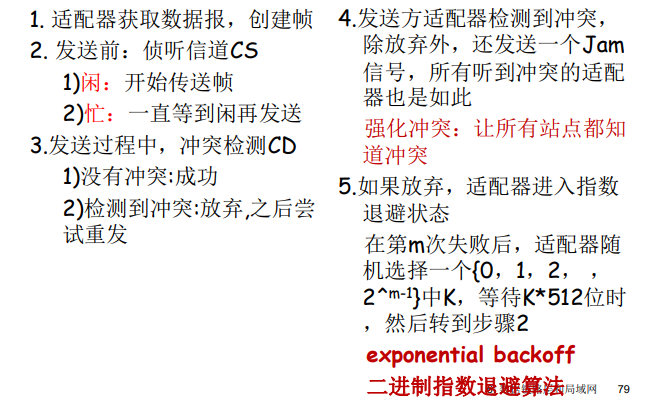 1. 适配器获取数据报，创建帧
2. 发送前：侦听信道CS
1)闲：开始传送帧
2)忙：一直等到闲再发送
3.发送过程中，冲突检测CD
1)没有冲突:成功
2)检测到冲突:放弃,之后尝
试重发
4.发送方适配器检测到冲突，
除放弃外，还发送一个Jam
信号，所有听到冲突的适配
器也是如此
强化冲突：让所有站点都知
道冲突
5.如果放弃，适配器进入指数
退避状态
在第m次失败后，适配器随
机选择一个{0，1，2， ，
2^m-1}中K，等待K*512位时
，然后转到步骤2
exponential backoff
二进制指数退避算法
局域网 79